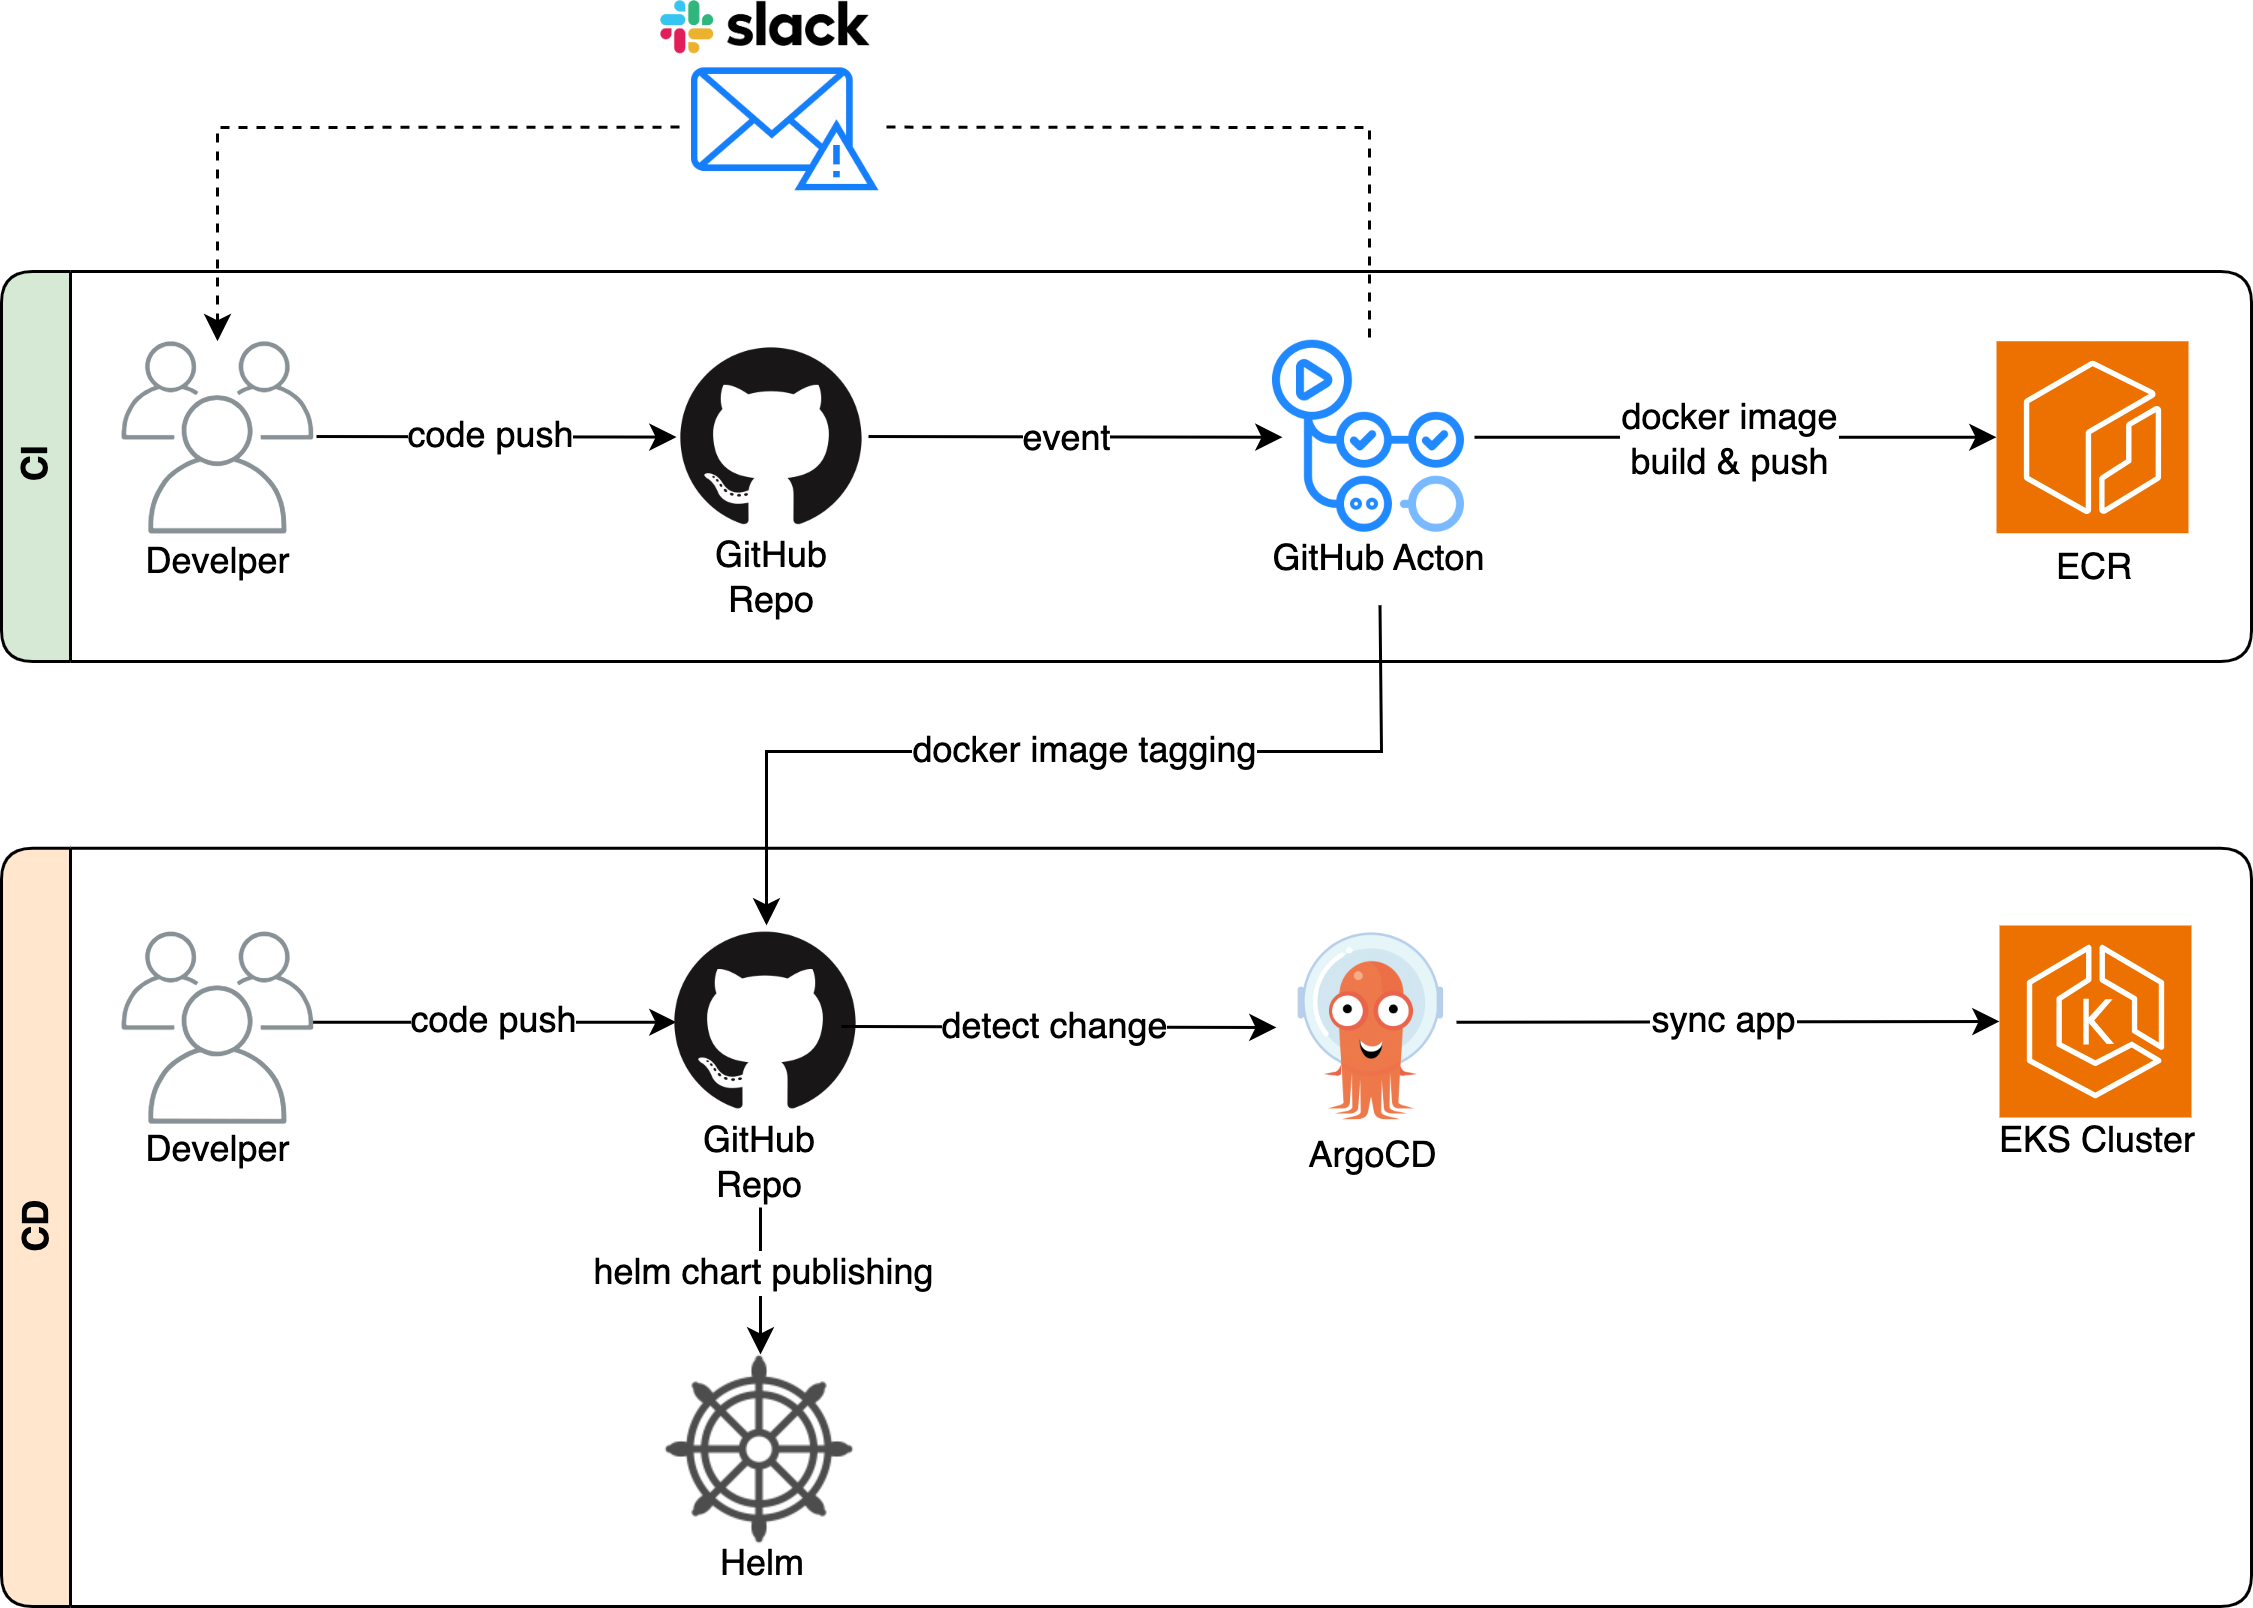 slack
CI
code push
event
docker image
build & push
Develper
GitHub
Repo
GitHub Acton
ECR
docker image tagging
CD
code push
detect change
sync app
K
Develper
GitHub
Repo
ArgoCD
EKS Cluster
helm chart publishing
Helm